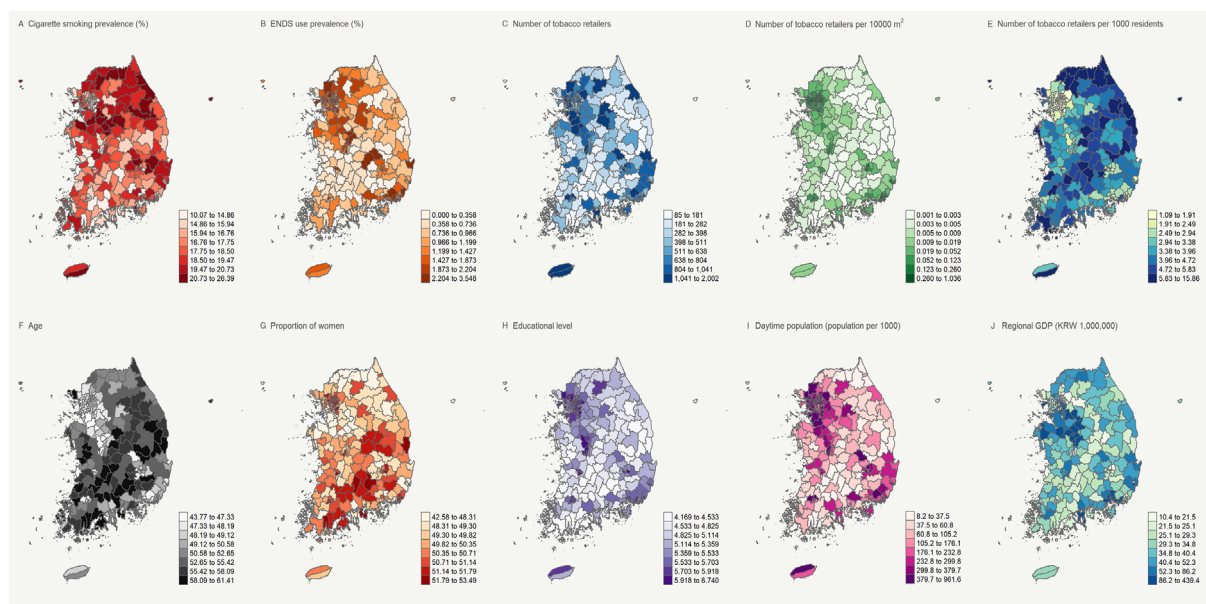 A Cigarette smoking prevalence (%)
B ENDS use prevalence (%)
C Number of tobacco retailers
D Number of tobacco retailers per 10000 m²
E Number of tobacco retailers per 1000 residents
10.07 to 14.86
14.86 to 15.94
15.94 to 16.76
16.76 to 17.75
17.75 to 18.50
18.50 to 19.47
19.47 to 20.73
20.73 to 26.39
0.000 to 0.358
0.358 to 0.736
0.736 to 0.966
0.966 to 1.199
1.199 to 1.427
1.427 to 1.873
1.873 to 2.204
2.204 to 3.548
85 to 181
181 to 282
282 to 398
398 to 511
511 to 638
638 to 804
804 to 1,041
1,041 to 2,002
0.001 to 0.003
0.003 to 0.005
0.005 to 0.009
0.009 to 0.019
0.019 to 0.052
0.052 to 0.123
0.123 to 0.260
0.260 to 1.036
1.09 to 1.91
1.91 to 2.49
2.49 to 2.94
2.94 to 3.38
3.38 to 3.96
3.96 to 4.72
4.72 to 5.83
5.83 to 15.86
F Age
G Proportion of women
H Educational level
I Daytime population (population per 1000)
J Regional GDP (KRW 1,000,000)
43.77 to 47.33
47.33 to 48.19
48.19 to 49.12
49.12 to 50.58
50.58 to 52.65
52.65 to 55.42
55.42 to 58.09
58.09 to 61.41
42.58 to 48.31
48.31 to 49.30
49.30 to 49.82
49.82 to 50.35
50.35 to 50.71
50.71 to 51.14
51.14 to 51.79
51.79 to 53.49
4.169 to 4.533
4.533 to 4.825
4.825 to 5.114
5.114 to 5.359
5.359 to 5.533
5.533 to 5.703
5.703 to 5.918
5.918 to 6.740
8.2 to 37.5
37.5 to 60.8
60.8 to 105.2
105.2 to 176.1
176.1 to 232.8
232.8 to 299.8
299.8 to 379.7
379.7 to 961.6
10.4 to 21.5
21.5 to 25.1
25.1 to 29.3
29.3 to 34.8
34.8 to 40.4
40.4 to 52.3
52.3 to 86.2
86.2 to 439.4